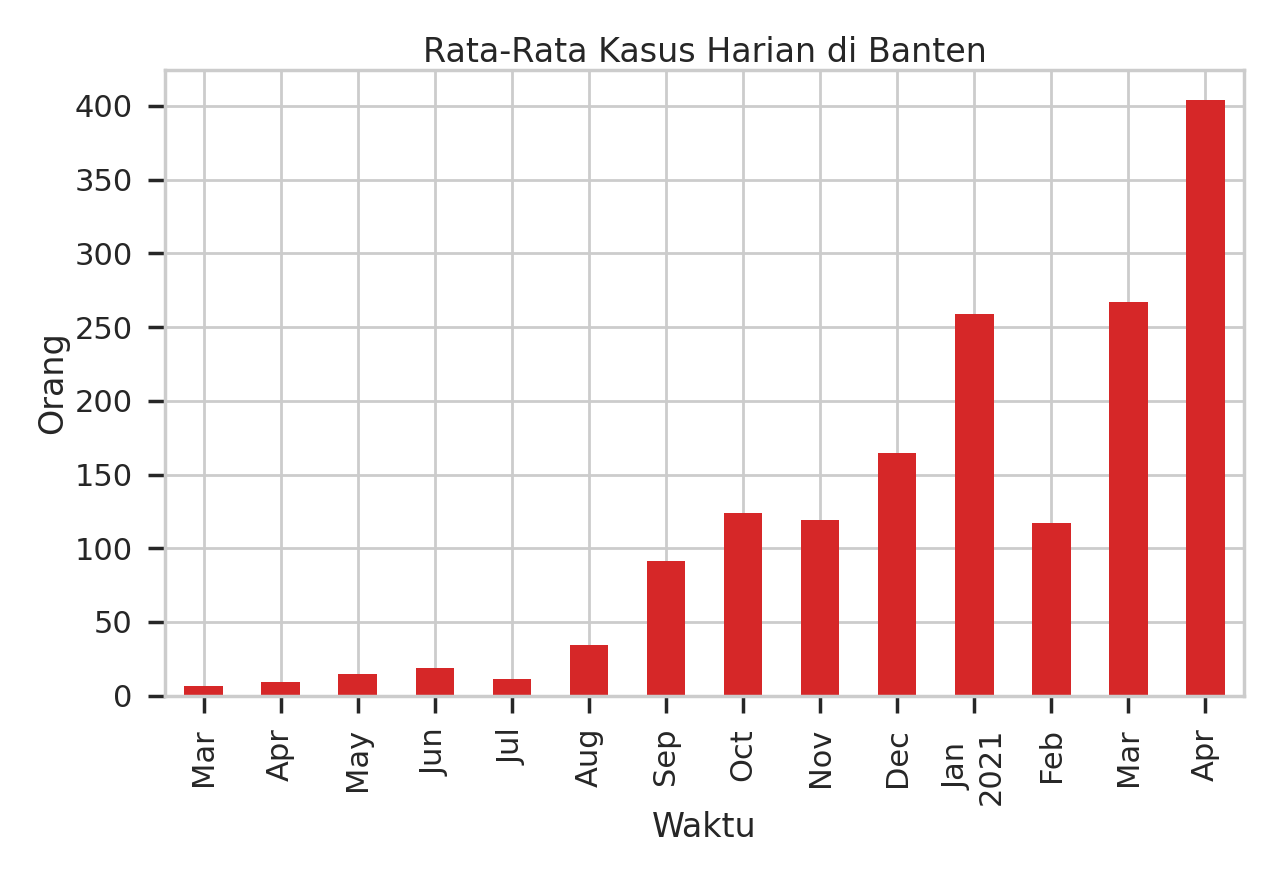 Rata-Rata Kasus Harian di Banten
Orang
400
350
300
250
200
150
100
50
0
Mar
Apr
May
Jun
Jul
Aug
Sep
Oct
Nov
Dec
Jan
2021
Feb
Mar
Apr
Waktu